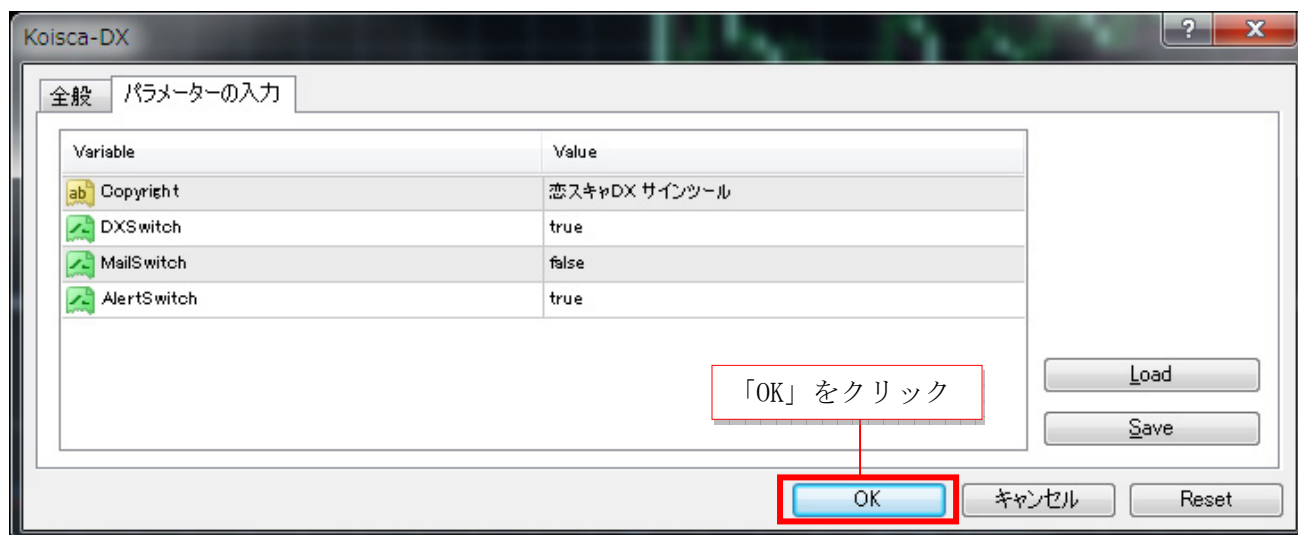 Koisca-DX
?
X
全般 パラメーターの入力
Variable Value
ab Copyright 恋スキャDX サインツール
DXSwitch true
MailSwitch false
AlertSwitch true
「OK」をクリック
Load
Save
OK キャンセル Reset